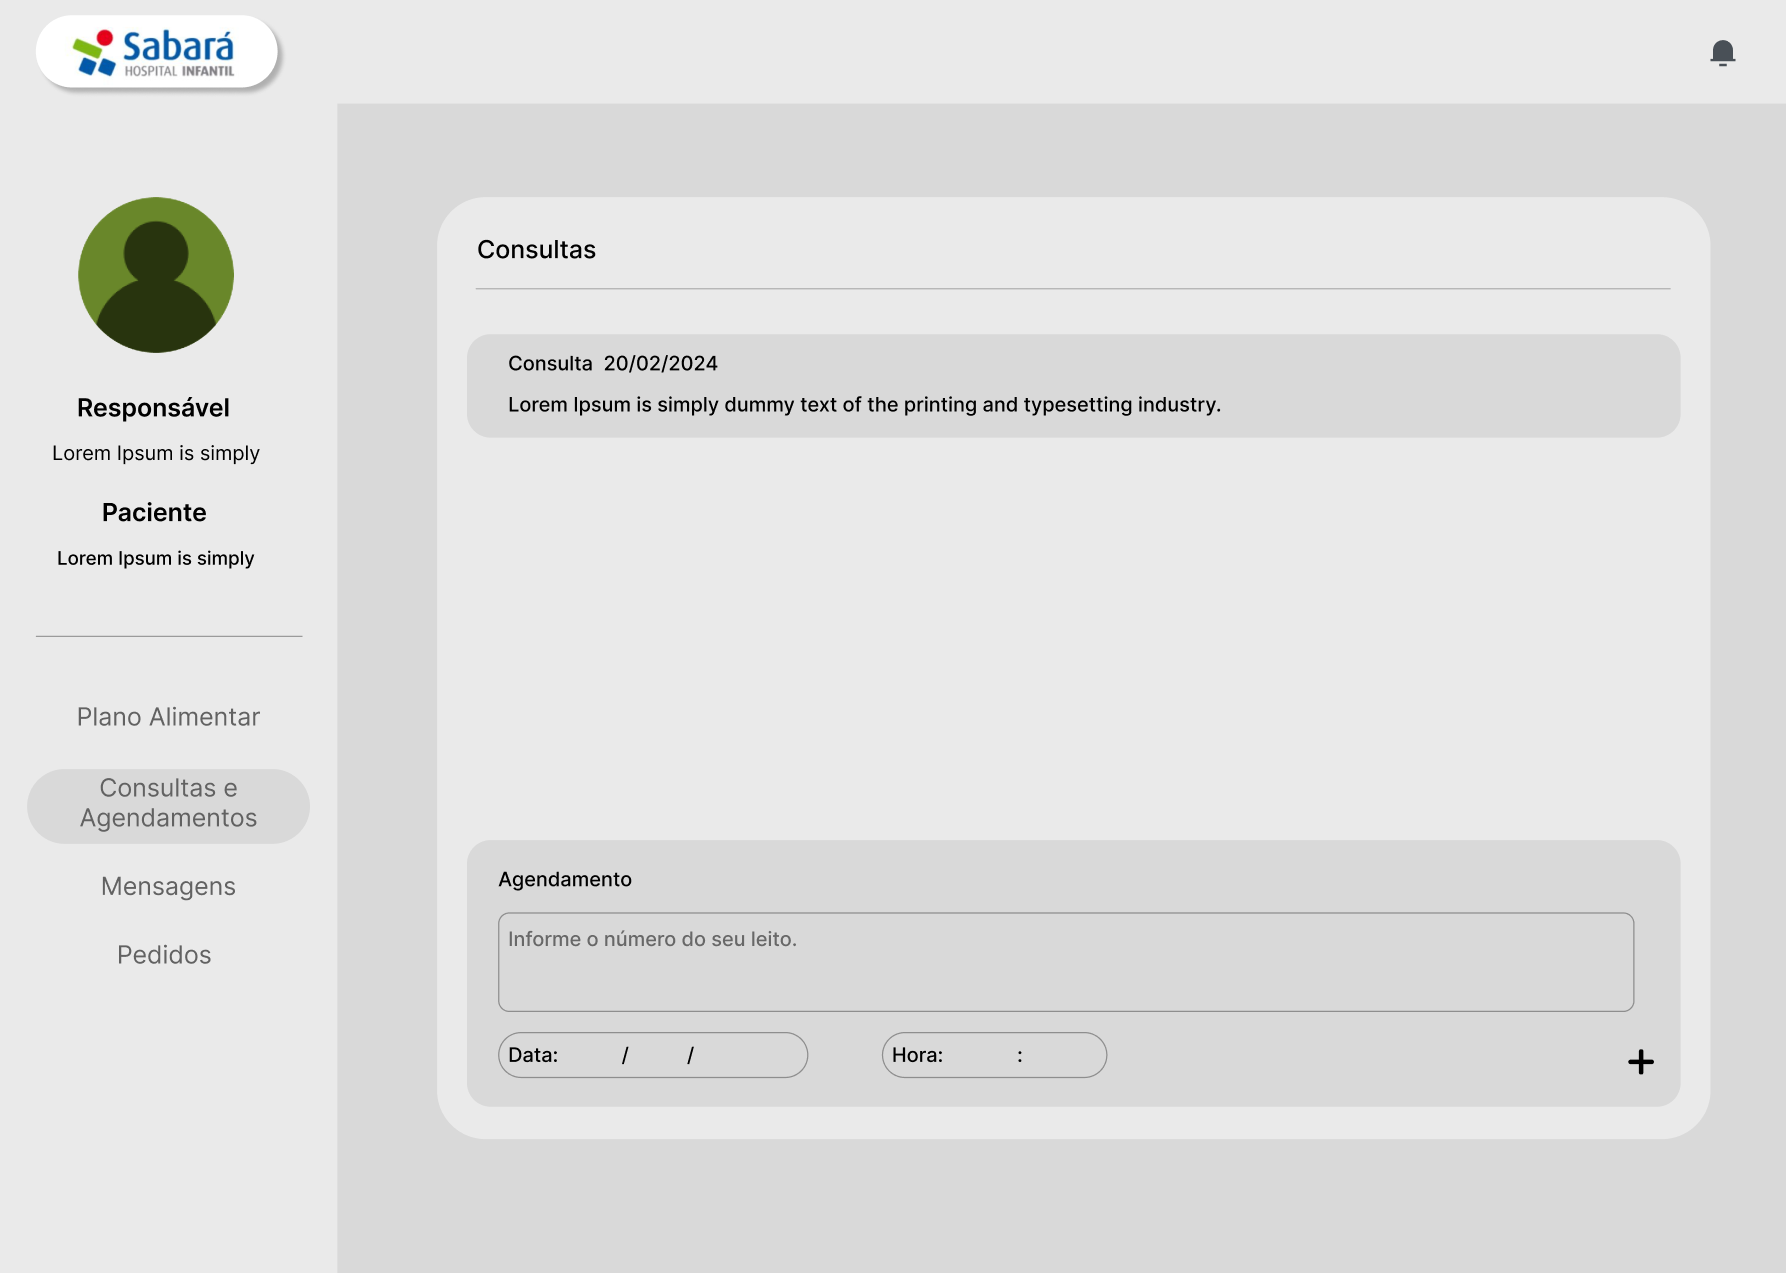 Sabará
HOSPITAL INFANTIL
Responsável
Lorem Ipsum is simply
Paciente
Lorem Ipsum is simply
Plano Alimentar
Consultas e
Agendamentos
Mensagens
Pedidos
Consultas
Consulta 20/02/2024
Lorem Ipsum is simply dummy text of the printing and typesetting industry.
Agendamento
Informe o número do seu leito.
Data: / /
Hora: :